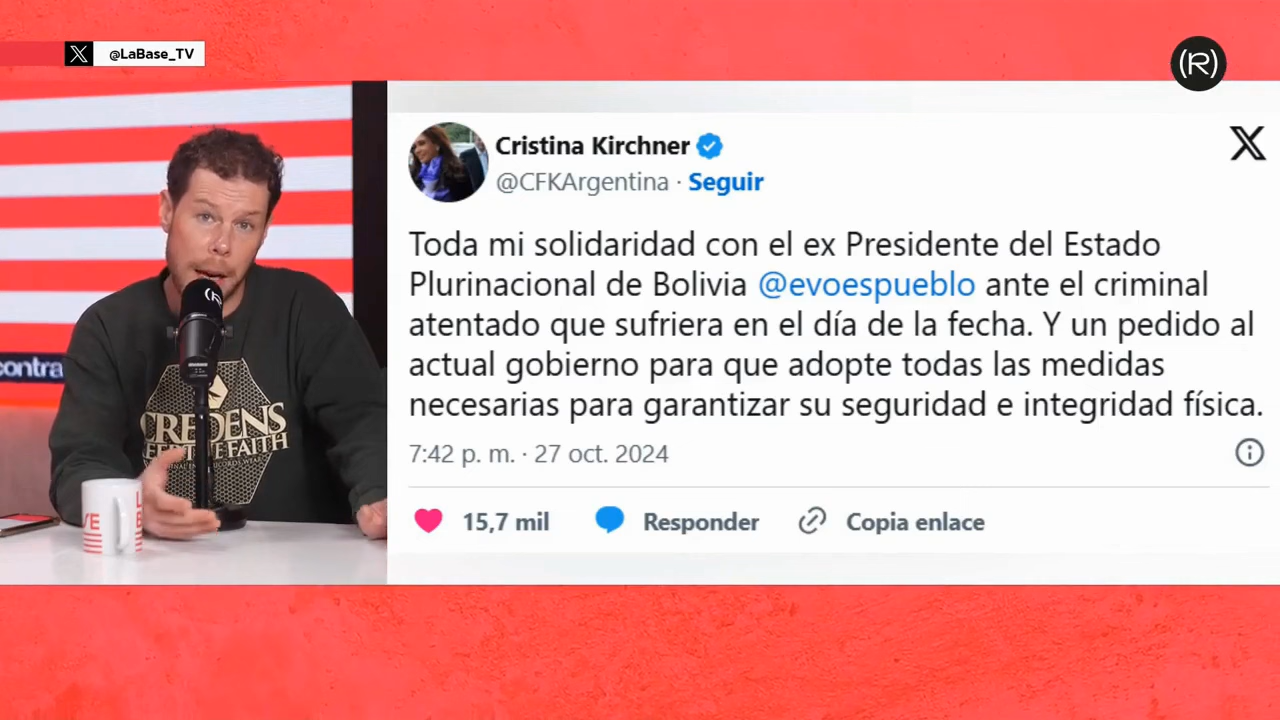 @LaBase_TV
(R)
Cristina Kirchner
@CFKArgentina · Seguir
Toda mi solidaridad con el ex Presidente del Estado
Plurinacional de Bolivia @evoespueblo ante el criminal
atentado que sufriera en el día de la fecha. Y un pedido al
actual gobierno para que adopte todas las medidas
necesarias para garantizar su seguridad e integridad física.
7:42 p. m. · 27 oct. 2024
15,7 mil Responder Copia enlace
contra
CREDENS
THE FAITH